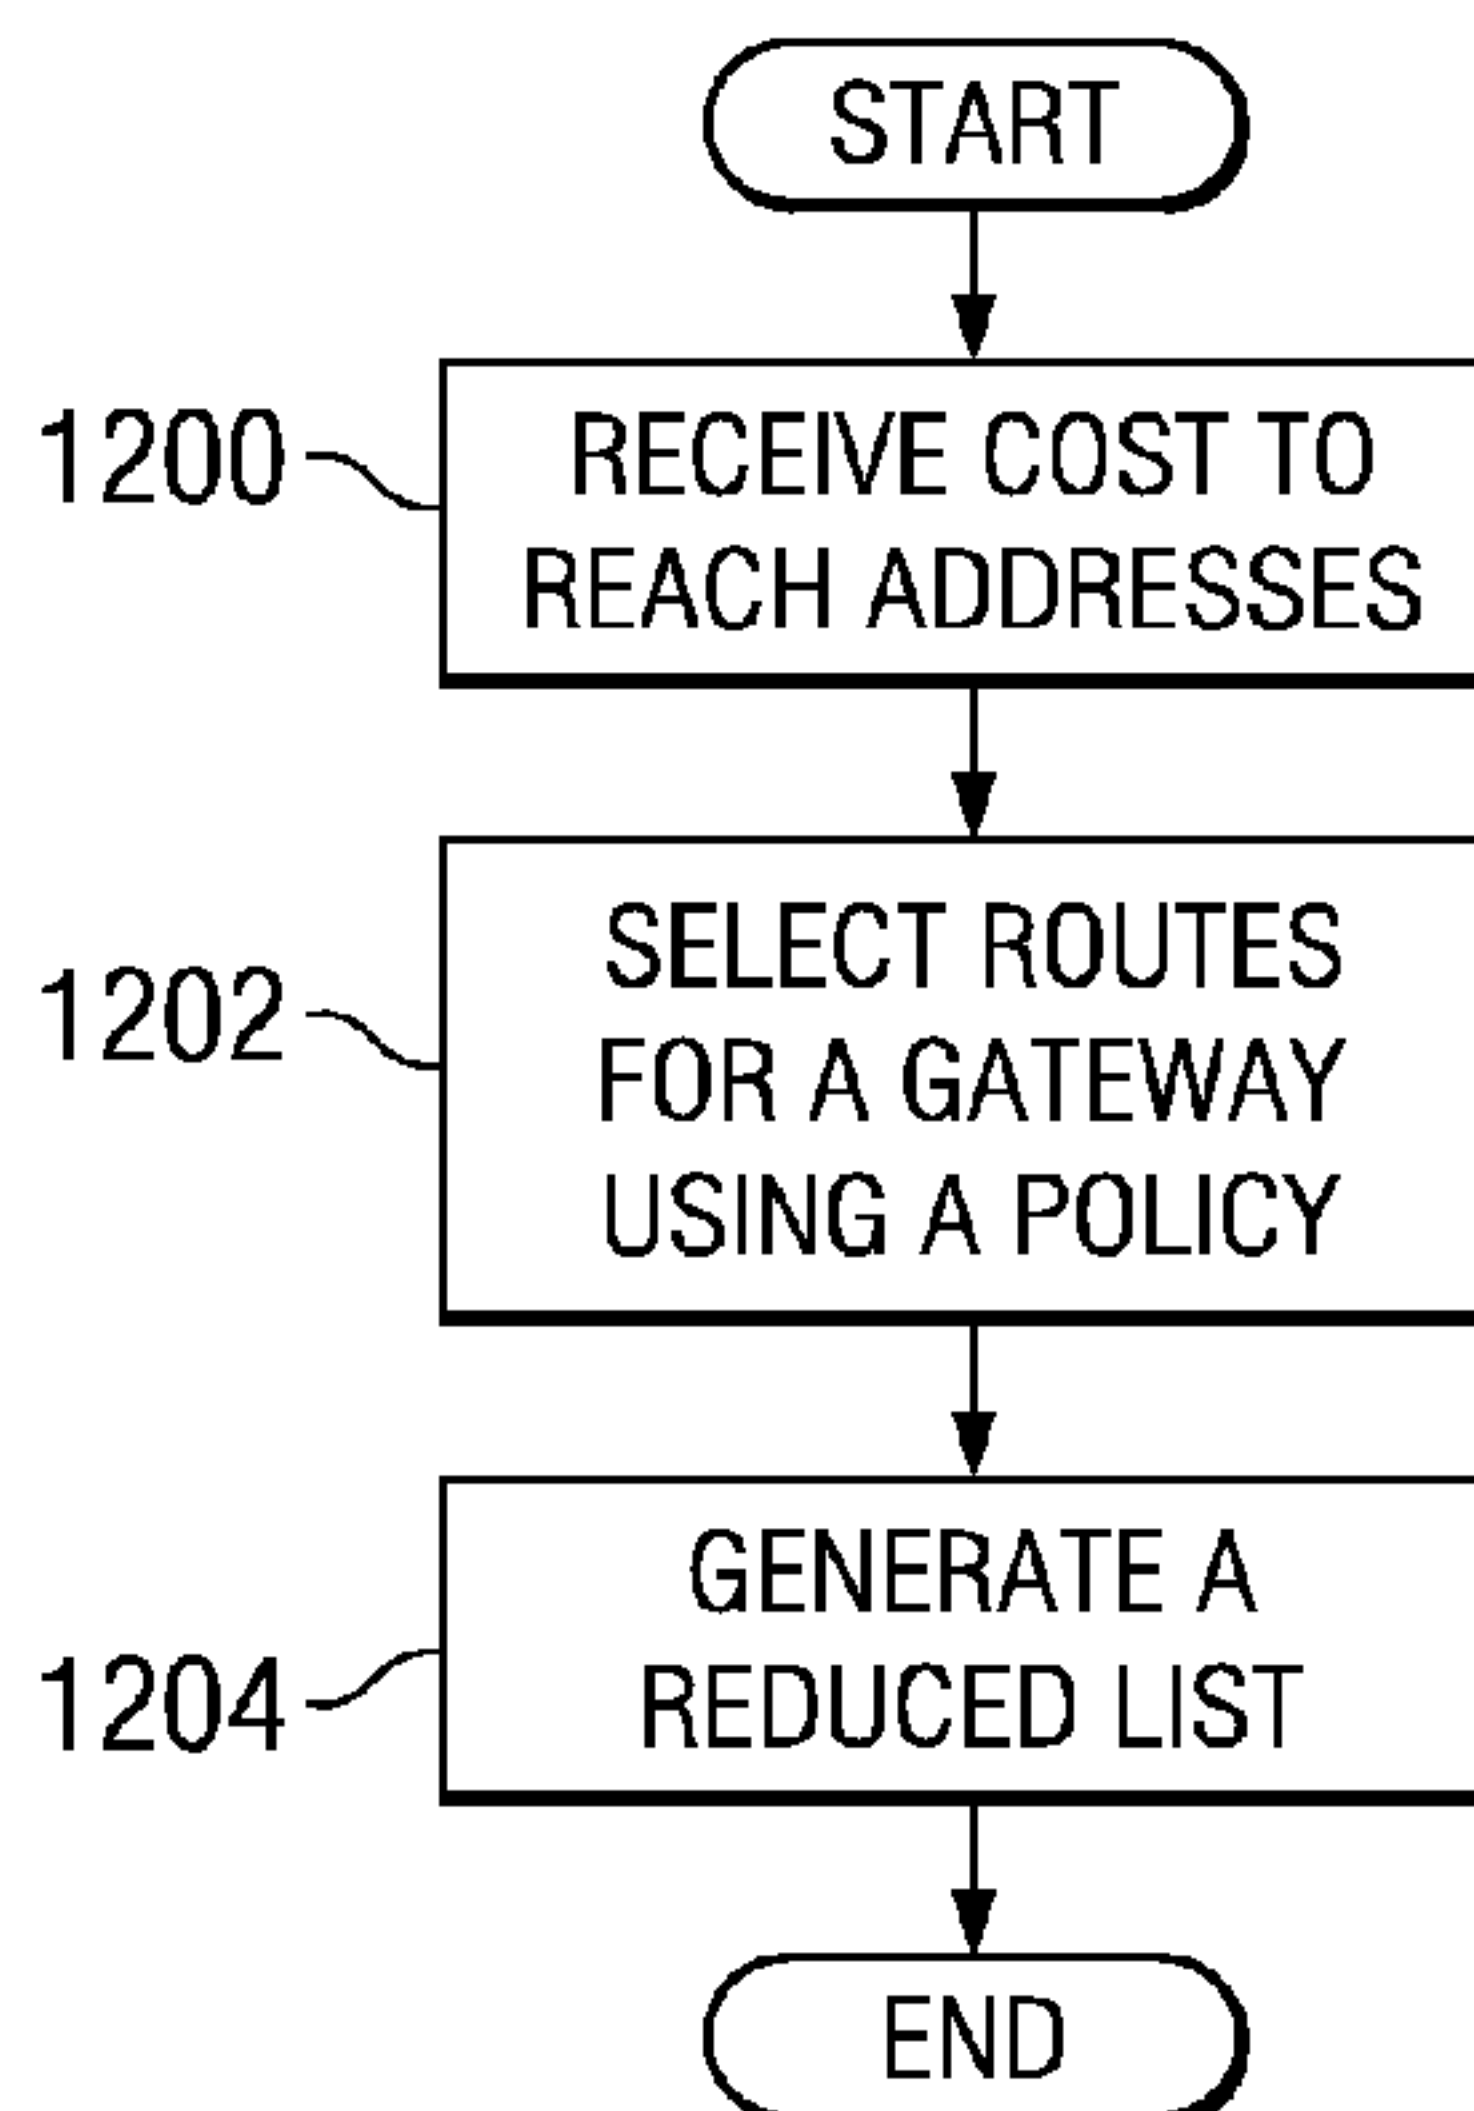 START
1200
RECEIVE COST TO
REACH ADDRESSES
1202
SELECT ROUTES
FOR A GATEWAY
USING A POLICY
1204
GENERATE A
REDUCED LIST
END